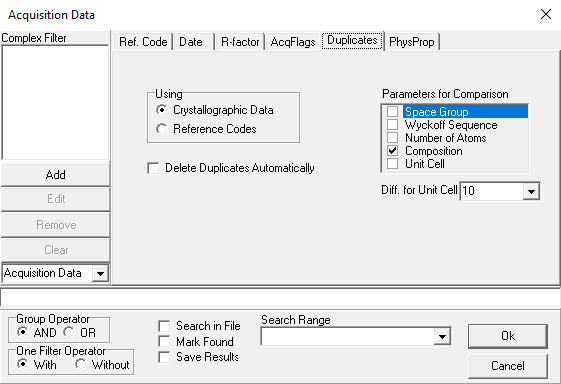 Acquisition Data
Complex Filter
Ref. Code Date R-factor AcqFlags Duplicates PhysProp
Using
Crystallographic Data
Reference Codes
Delete Duplicates Automatically
Parameters for Comparison
Space Group
Wyckoff Sequence
Number of Atoms
Composition
Unit Cell
Diff. for Unit Cell 10
Add
Edit
Remove
Clear
Acquisition Data
Group Operator
AND OR
One Filter Operator
With Without
Search in File
Mark Found
Save Results
Search Range
Ok
Cancel